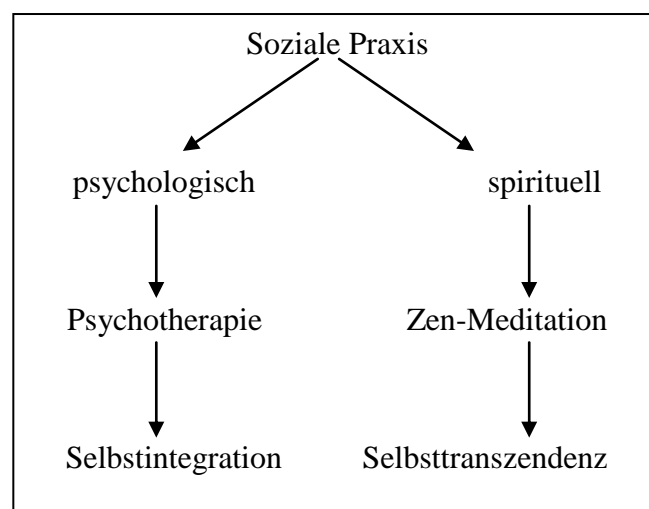 Soziale Praxis
psychologisch spirituell
Psychotherapie Zen-Meditation
Selbstintegration Selbsttranszendenz